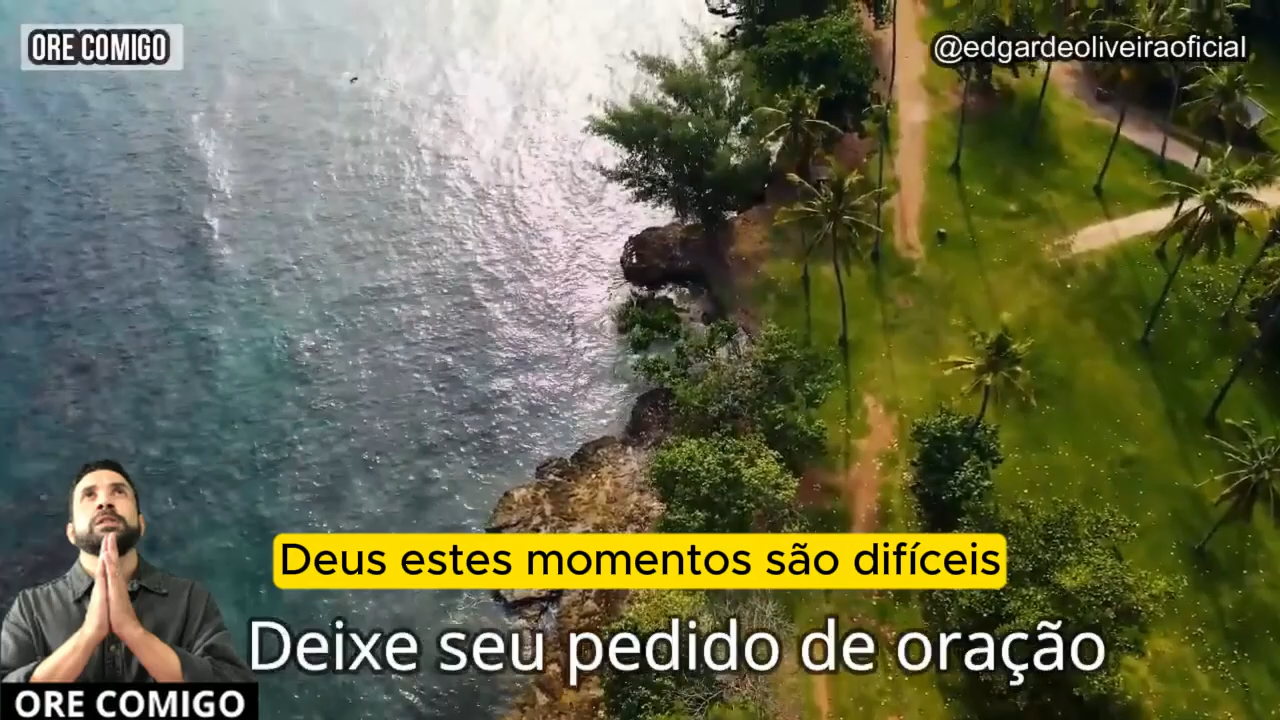 ORE COMIGO
@edgardeoliveiraoficial
Deus estes momentos são difíceis
Deixe seu pedido de oração
ORE COMIGO